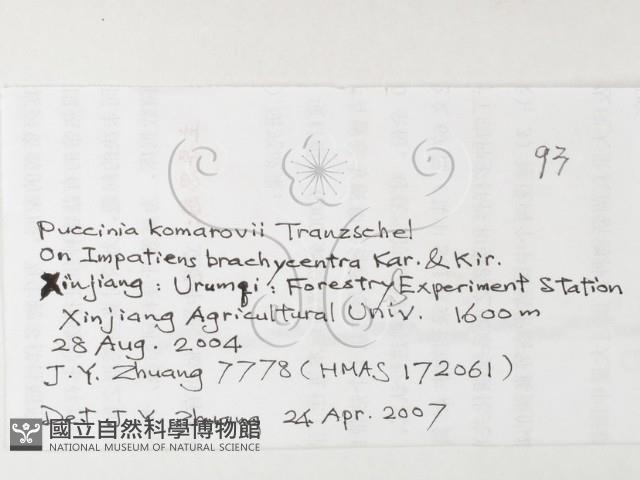 93
Puccinia komarovii Tranzschel
On Impatiens brachycentra Kar. & Kir.
Xinjiang : Urumqi : Forestry Experiment Station
Xinjiang Agricultural Univ. 1600 m
28 Aug. 2004
J. Y. Zhuang 7778 (HMAS 172061)
Det. J. Y. Zhuang 24 Apr. 2007
國立自然科學博物館
NATIONAL MUSEUM OF NATURAL SCIENCE